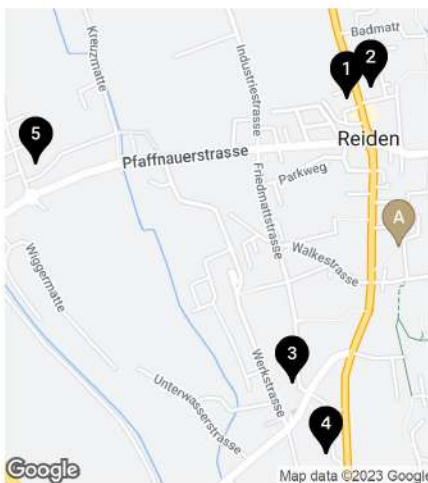 Badmatt
Kreuzmatte
Industriestrasse
1
2
Reiden
5
Pfaffnauerstrasse
Parkweg
Friedmattstrasse
A
Walkestrasse
Wiggermatte
3
Werkstrasse
Unterwasserstrasse
4
Google
Map data ©2023 Google